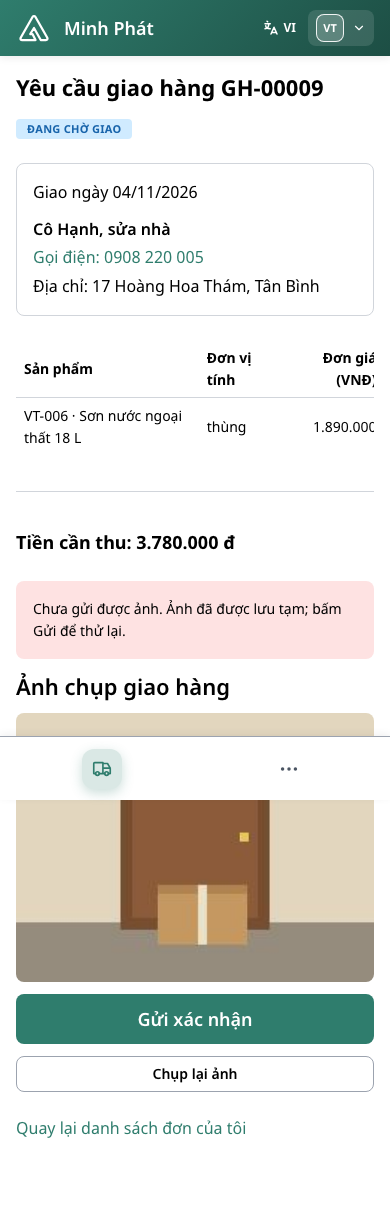 Minh Phát
VI
VT
Yêu cầu giao hàng GH-00009
ĐANG CHỜ GIAO
Giao ngày 04/11/2026
Cô Hạnh, sửa nhà
Gọi điện: 0908 220 005
Địa chỉ: 17 Hoàng Hoa Thám, Tân Bình
Sản phẩm
Đơn vị
tính
Đơn giá
(VNĐ)
VT-006 · Sơn nước ngoại
thất 18 L
thùng
1.890.000
Tiền cần thu: 3.780.000 đ
Chưa gửi được ảnh. Ảnh đã được lưu tạm; bấm
Gửi để thử lại.
Ảnh chụp giao hàng
Gửi xác nhận
Chụp lại ảnh
Quay lại danh sách đơn của tôi